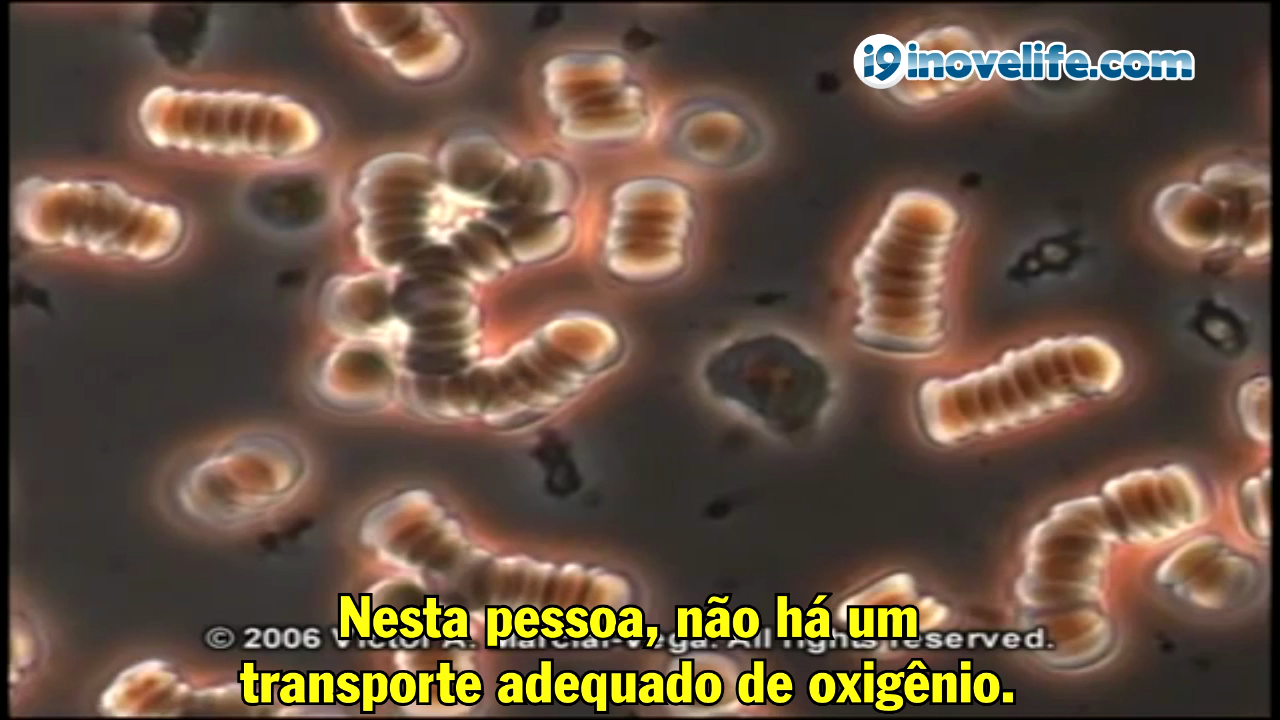 i9inovelife.com
Nesta pessoa, não há um
© 2006 Victor A. Marcial-Vega. All rights reserved.
transporte adequado de oxigênio.